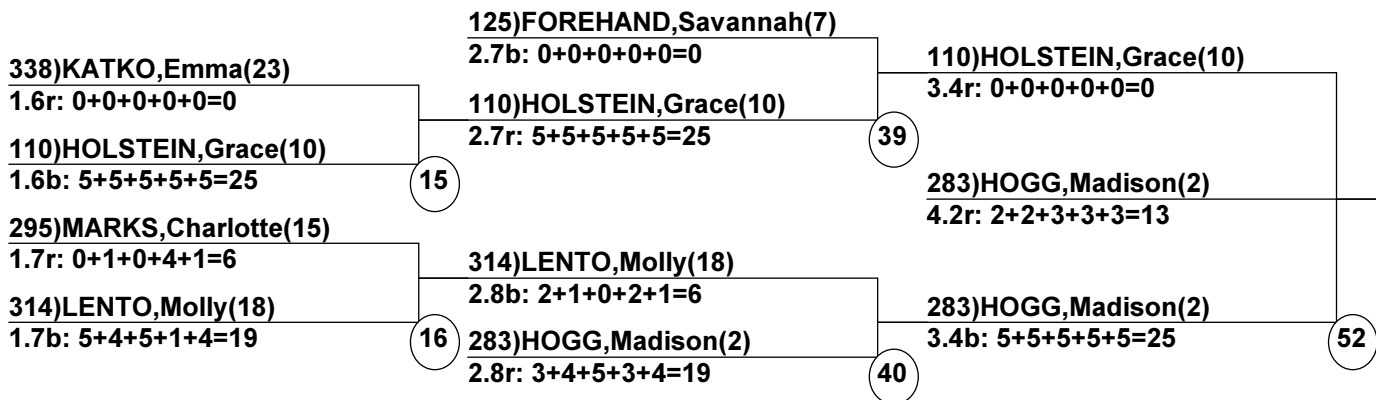 338)KATKO,Emma(23)
1.6r: 0+0+0+0+0=0
110)HOLSTEIN,Grace(10)
1.6b: 5+5+5+5+5=25
15
295)MARKS,Charlotte(15)
1.7r: 0+1+0+4+1=6
314)LENTO,Molly(18)
1.7b: 5+4+5+1+4=19
16
125)FOREHAND,Savannah(7)
2.7b: 0+0+0+0+0=0
110)HOLSTEIN,Grace(10)
2.7r: 5+5+5+5+5=25
39
314)LENTO,Molly(18)
2.8b: 2+1+0+2+1=6
283)HOGG,Madison(2)
2.8r: 3+4+5+3+4=19
40
110)HOLSTEIN,Grace(10)
3.4r: 0+0+0+0+0=0
283)HOGG,Madison(2)
4.2r: 2+2+3+3+3=13
283)HOGG,Madison(2)
3.4b: 5+5+5+5+5=25
52